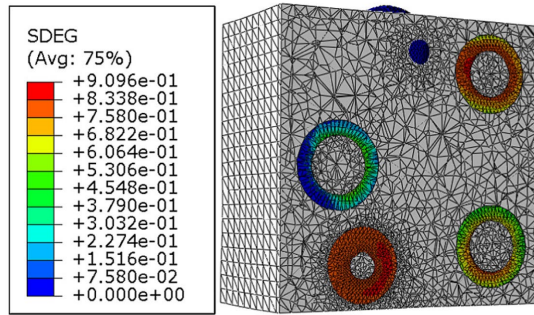 SDEG
(Avg: 75%)
+9.096e-01
+8.338e-01
+7.580e-01
+6.822e-01
+6.064e-01
+5.306e-01
+4.548e-01
+3.790e-01
+3.032e-01
+2.274e-01
+1.516e-01
+7.580e-02
+0.000e+00